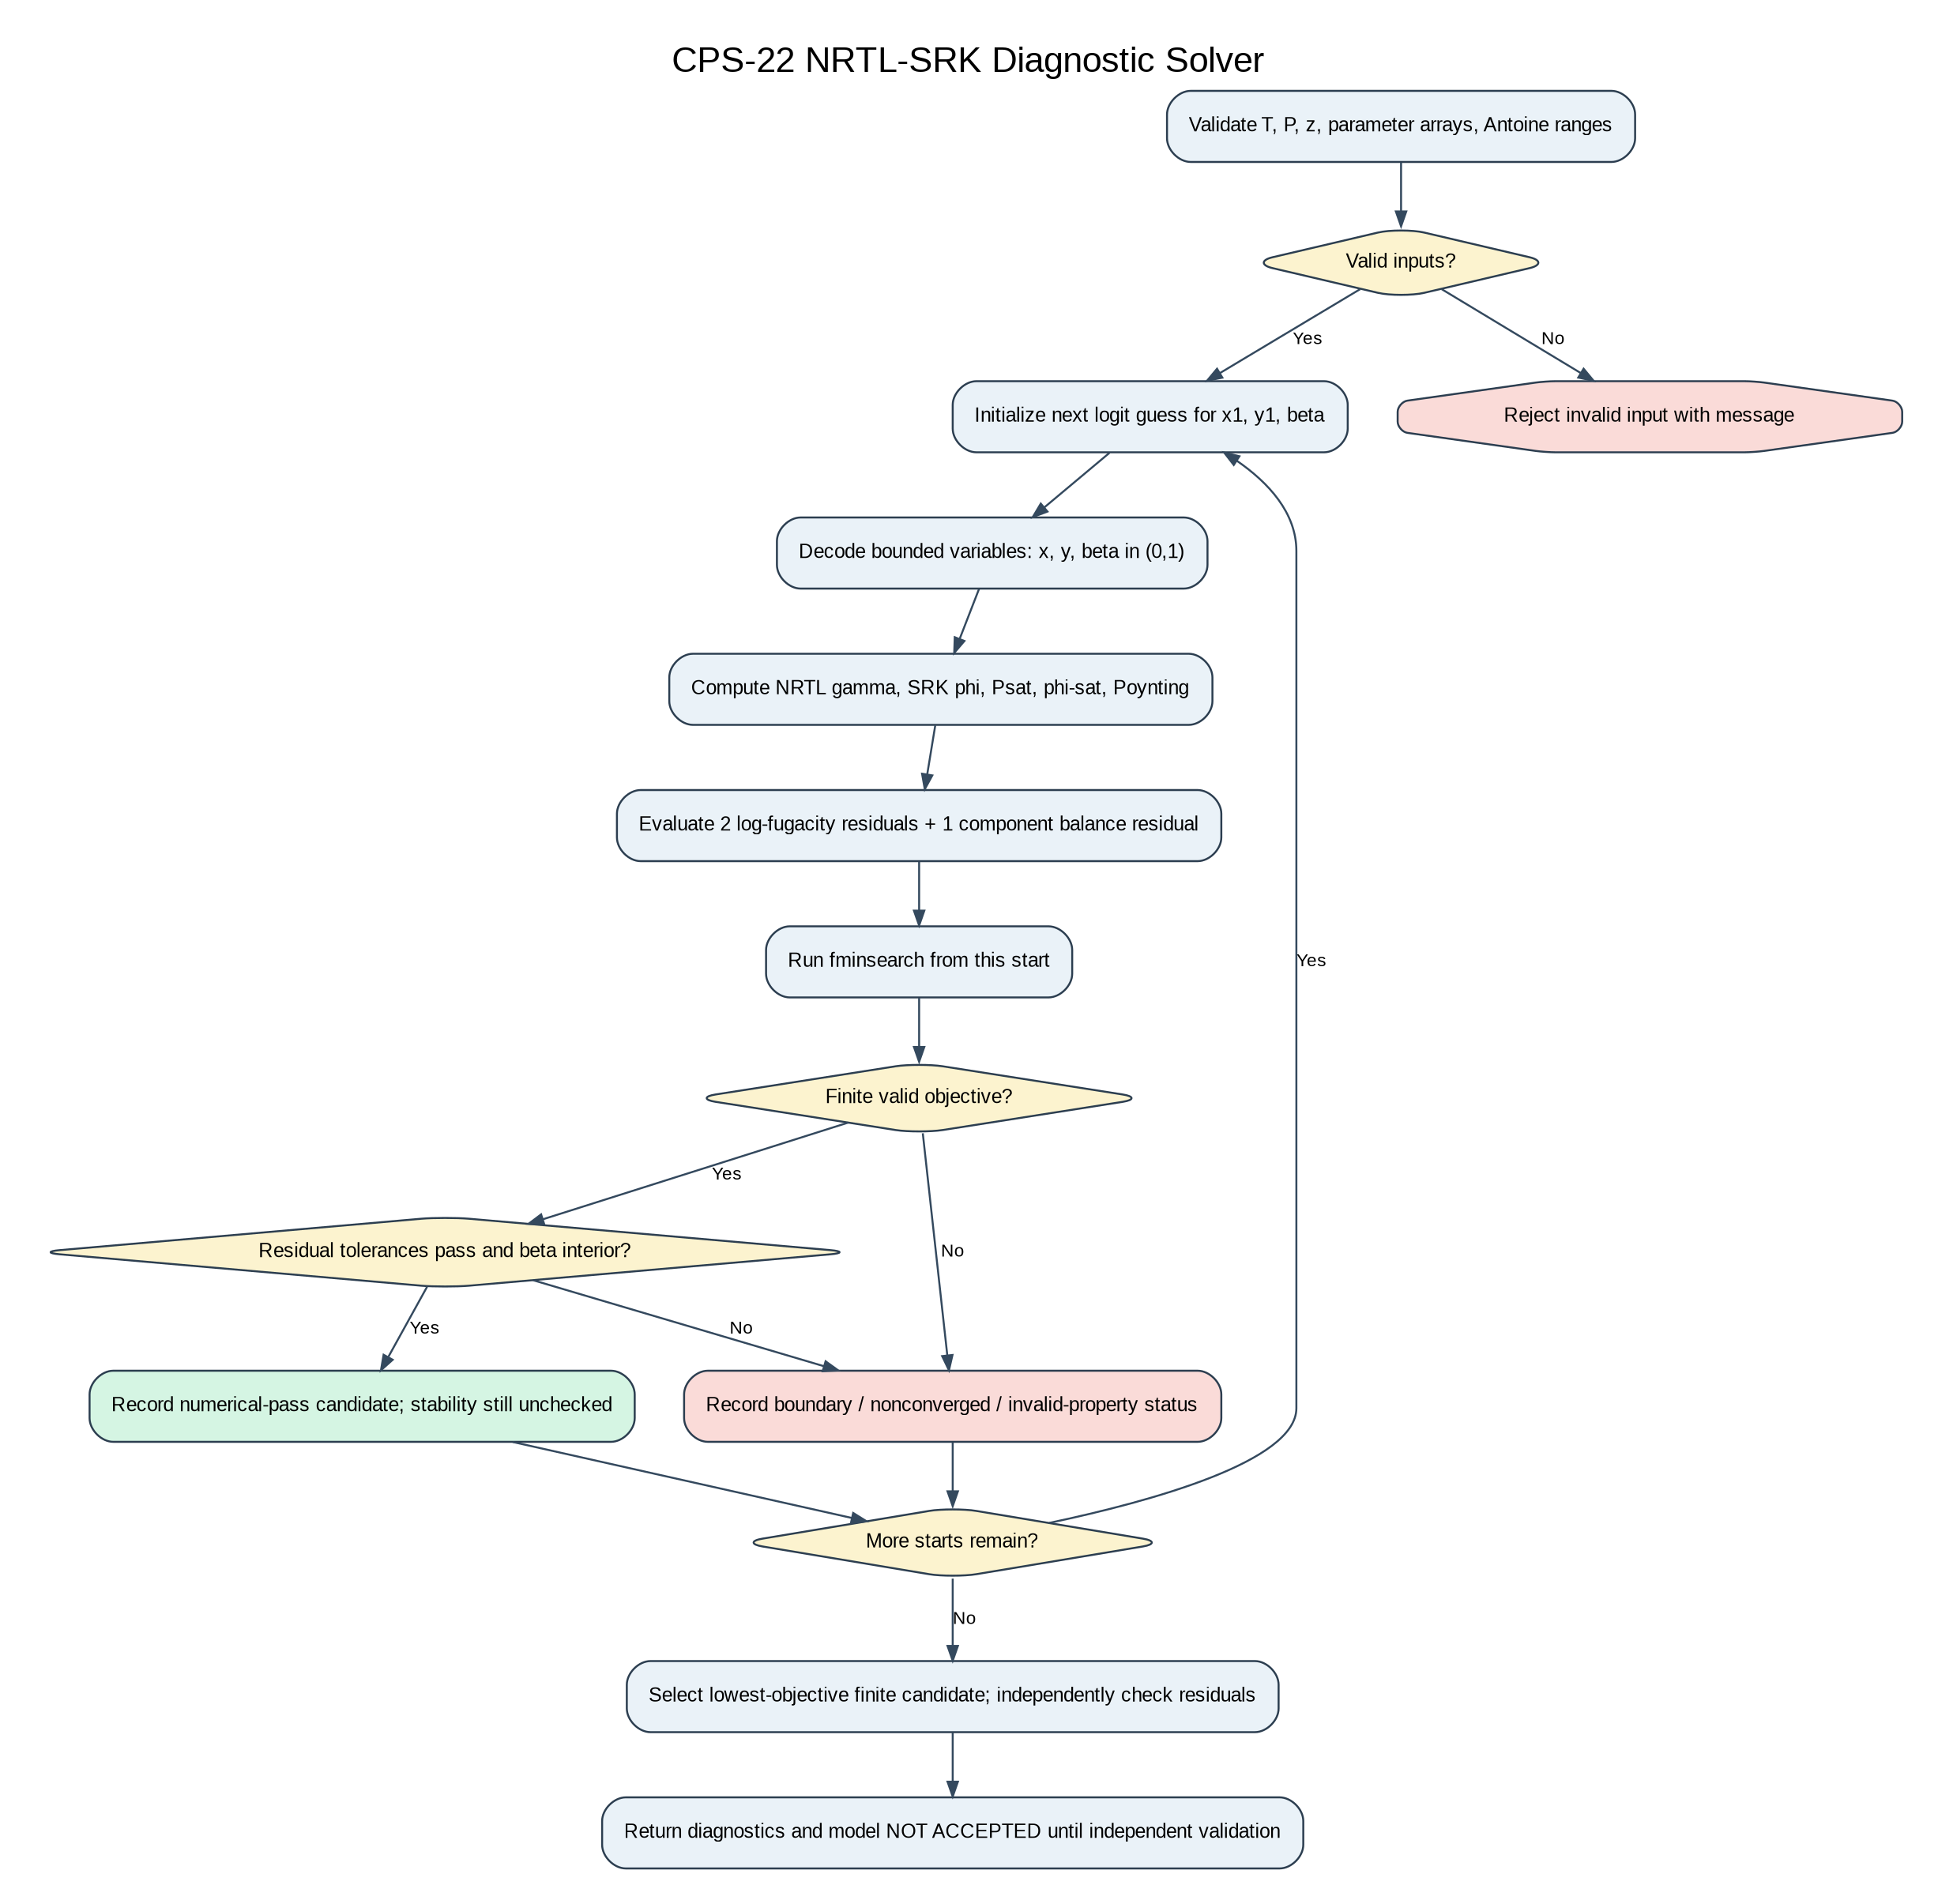 CPS-22 NRTL-SRK Diagnostic Solver
Validate T, P, z, parameter arrays, Antoine ranges
Valid inputs?
Yes
No
Initialize next logit guess for x1, y1, beta
Reject invalid input with message
Decode bounded variables: x, y, beta in (0,1)
Compute NRTL gamma, SRK phi, Psat, phi-sat, Poynting
Evaluate 2 log-fugacity residuals + 1 component balance residual
Run fminsearch from this start
Yes
Finite valid objective?
Yes
No
Residual tolerances pass and beta interior?
Yes
No
Record numerical-pass candidate; stability still unchecked
Record boundary / nonconverged / invalid-property status
More starts remain?
No
Select lowest-objective finite candidate; independently check residuals
Return diagnostics and model NOT ACCEPTED until independent validation